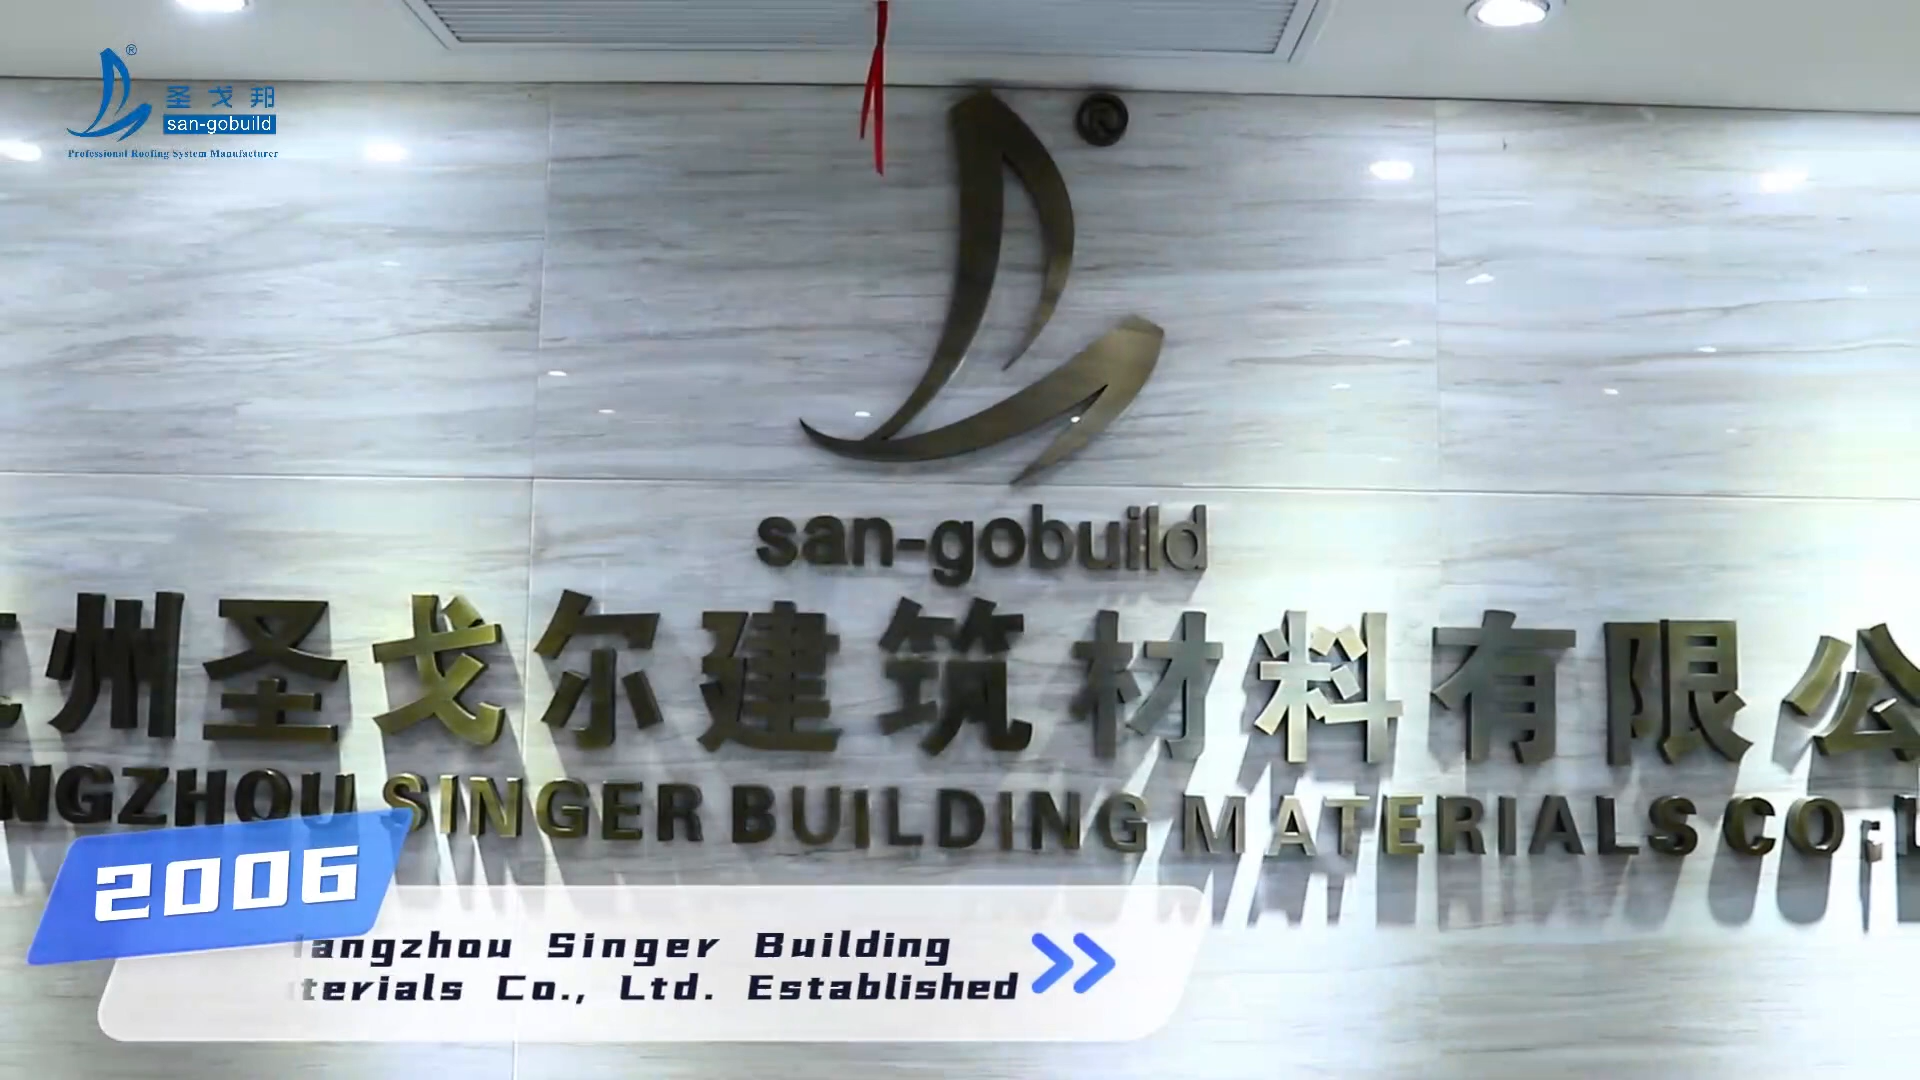 ®
圣戈邦
san-gobuild
Professional Roofing System Manufacturer
®
san-gobuild
州圣戈尔建筑材料有限公
NGZHOU SINGER BUILDING MATERIALS CO.,L
2006
angzhou Singer Building
terials Co., Ltd. Established